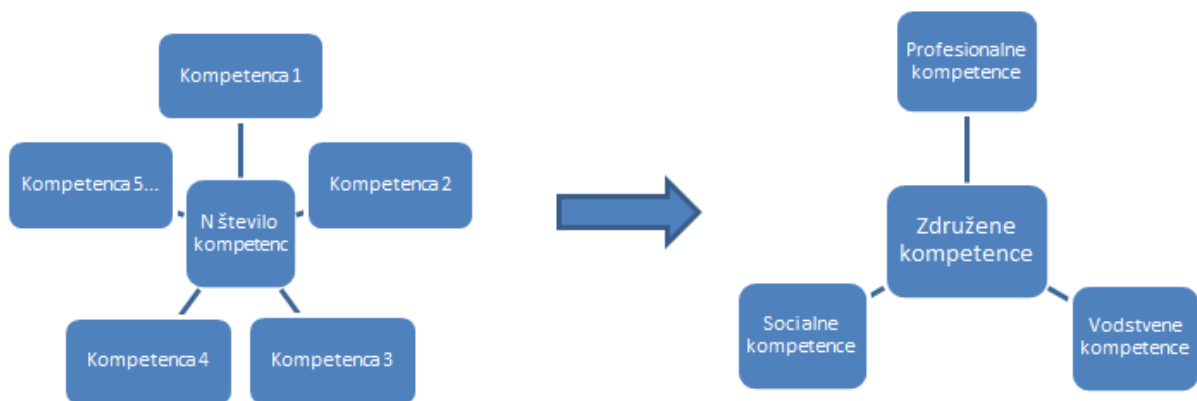 Kompetenca 1
Kompetenca 5...
Kompetenca 2
N število
kompetenc
Kompetenca 4
Kompetenca 3
Profesionalne
kompetence
Združene
kompetence
Socialne
kompetence
Vodstvene
kompetence